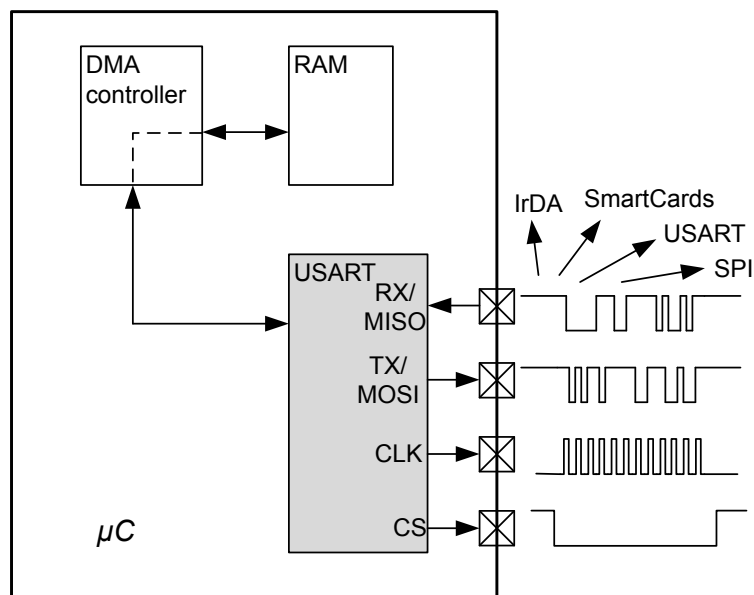 DMA
controller
RAM
IrDA
SmartCards
USART
SPI
USART
RX/
MISO
TX/
MOSI
CLK
CS
µC